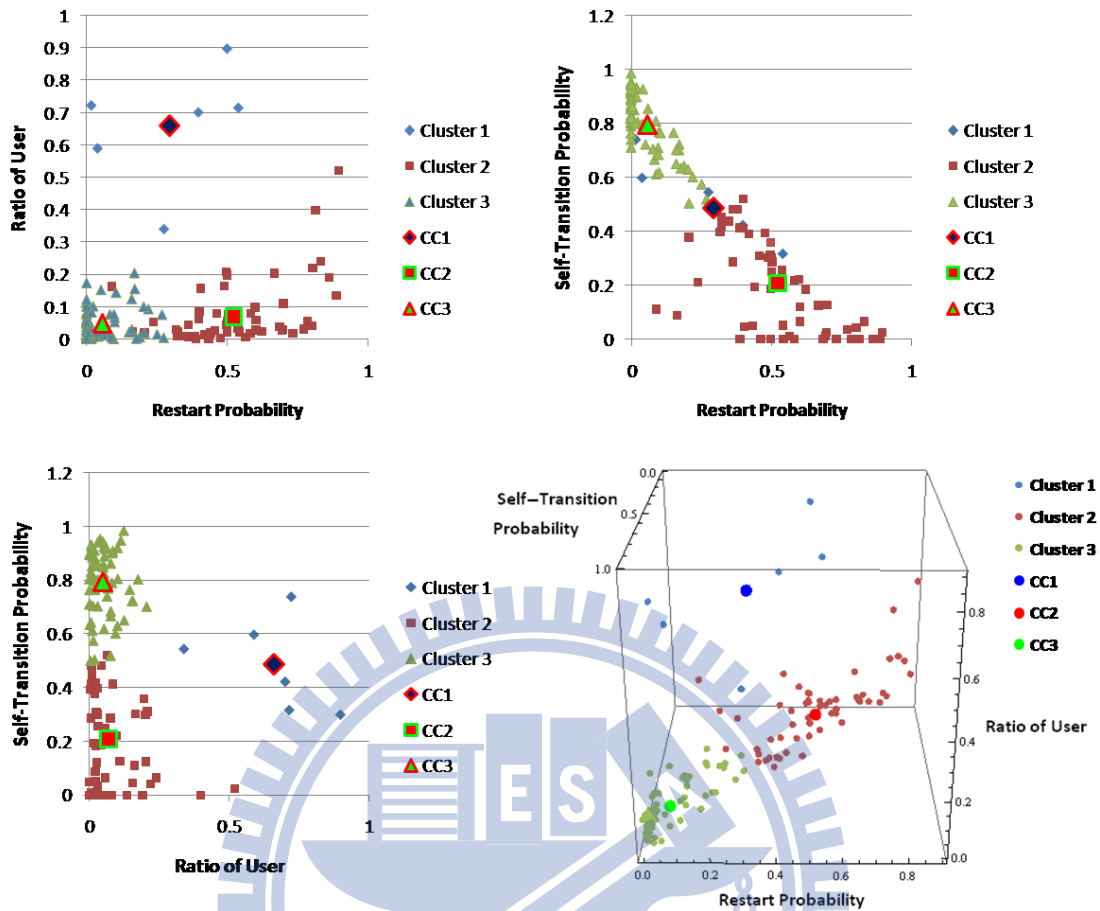 1
0.9
0.8
0.7
0.6
0.5
0.4
0.3
0.2
0.1
0
0 0.5 1
Ratio of User
Restart Probability
Cluster 1
Cluster 2
Cluster 3
CC1
CC2
CC3
1.2
1
0.8
0.6
0.4
0.2
0
0 0.5 1
Self-Transition Probability
Restart Probability
Cluster 1
Cluster 2
Cluster 3
CC1
CC2
CC3
1.2
1
0.8
0.6
0.4
0.2
0
0 0.5 1
Self-Transition Probability
Ratio of User
Cluster 1
Cluster 2
Cluster 3
CC1
CC2
CC3
Self-Transition
Probability
0.0
0.5
1.0
0.8
0.6
0.4
0.2
0.0
Ratio of User
0.0 0.2 0.4 0.6 0.8
Restart Probability
Cluster 1
Cluster 2
Cluster 3
CC1
CC2
CC3
E S